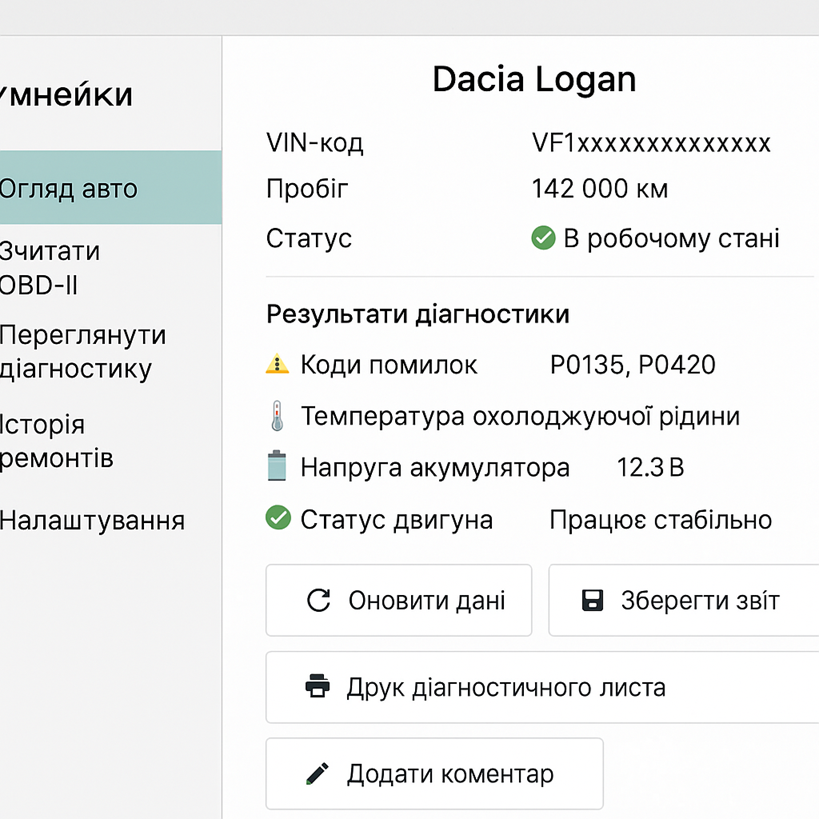 Умнейки
Огляд авто
Зчитати
OBD-II
Переглянути
діагностику
Історія
ремонтів
Налаштування
Dacia Logan
VIN-код VF1xxxxxxxxxxxxxx
Пробіг 142 000 км
Статус В робочому стані
Результати діагностики
Коди помилок P0135, P0420
Температура охолоджуючої рідини
Напруга акумулятора 12.3 В
Статус двигуна Працює стабільно
Оновити дані Зберегти звіт
Друк діагностичного листа
Додати коментар